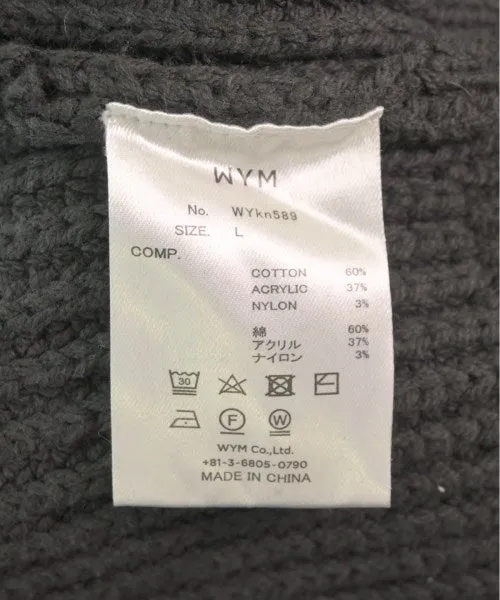 WYM
No. WYkn589
SIZE. L
COMP.
COTTON 60%
ACRYLIC 37%
NYLON 3%
綿 60%
アクリル 37%
ナイロン 3%
30
F W
WYM Co.,Ltd.
+81-3-6805-0790
MADE IN CHINA